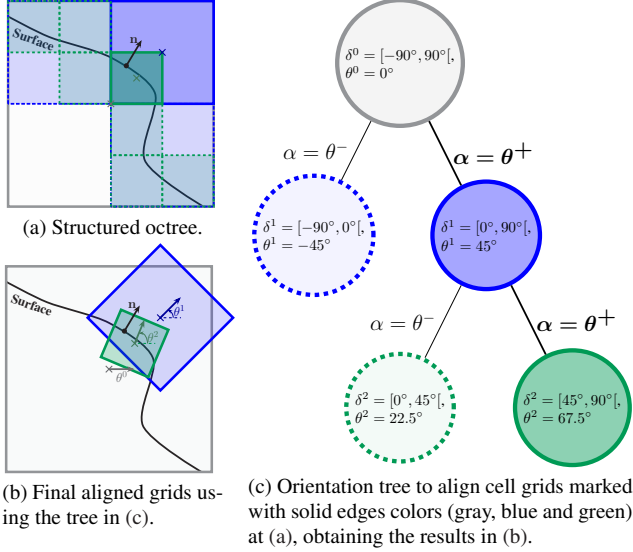 Surface
n
(a) Structured octree.
Surface
n
θ¹
θ²
θ⁰
(b) Final aligned grids us-
ing the tree in (c).
δ⁰ = [−90°, 90°[,
θ⁰ = 0°
α = θ⁻
α = θ⁺
δ¹ = [−90°, 0°[,
θ¹ = −45°
δ¹ = [0°, 90°[,
θ¹ = 45°
α = θ⁻
α = θ⁺
δ² = [0°, 45°[,
θ² = 22.5°
δ² = [45°, 90°[,
θ² = 67.5°
(c) Orientation tree to align cell grids marked
with solid edges colors (gray, blue and green)
at (a), obtaining the results in (b).